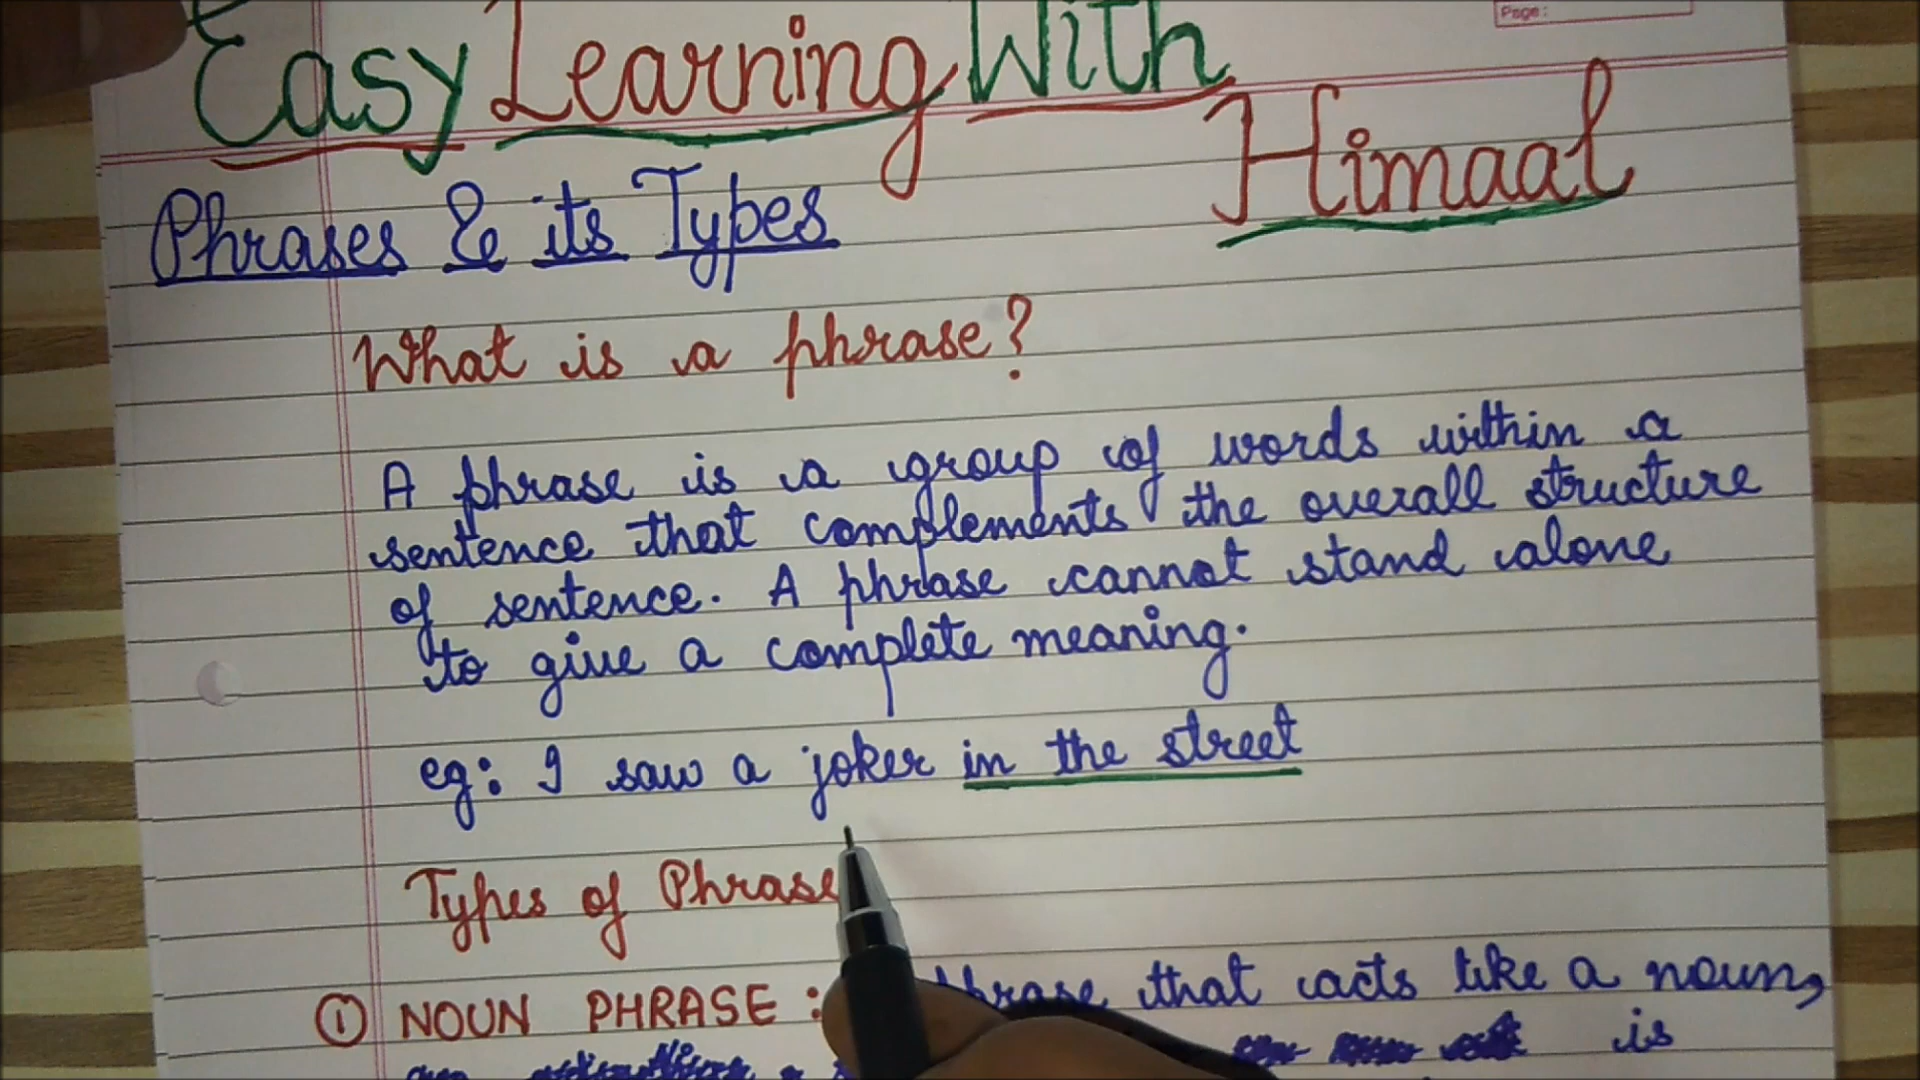 Page:
Easy Learning With
Himaal
Phrases & its Types
What is a phrase?
A phrase is a group of words within a
sentence that complements the overall structure
of sentence. A phrase cannot stand alone
to give a complete meaning.
eg: I saw a joker in the street
Types of Phrase
① NOUN PHRASE : phrase that acts like a noun,
is